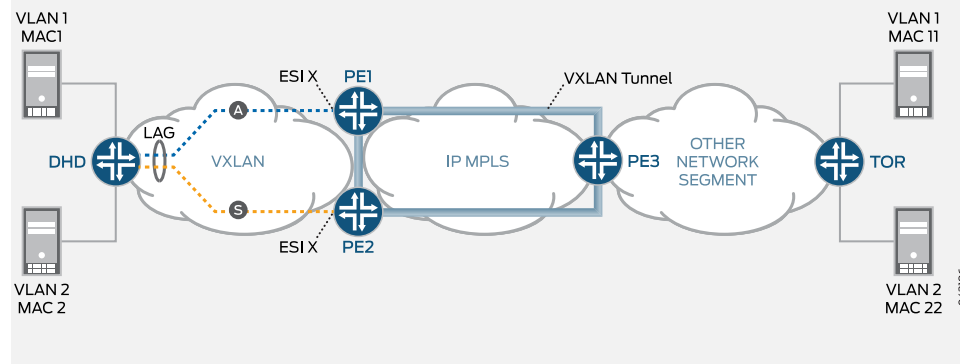 VLAN 1
MAC1
VLAN 1
MAC 11
ESI X
PE1
VXLAN Tunnel
A
LAG
DHD
VXLAN
IP MPLS
PE3
OTHER
NETWORK
SEGMENT
TOR
S
ESI X
PE2
VLAN 2
MAC 2
VLAN 2
MAC 22